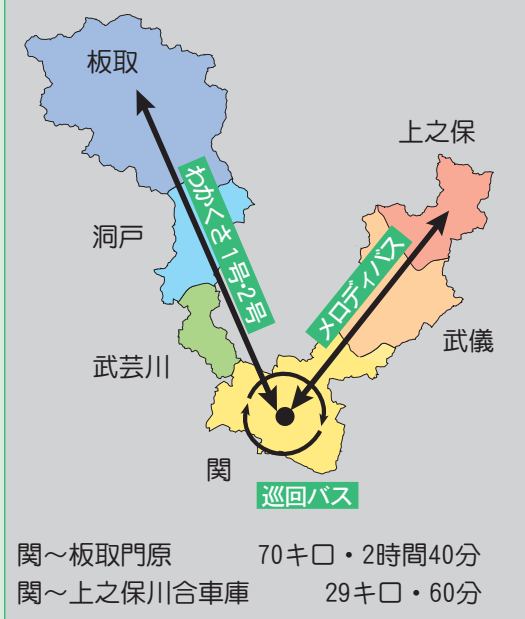 板取
上之保
わかくさ1号・2号
洞戸
メロディバス
武儀
武芸川
関
巡回バス
関～板取門原 70キロ・2時間40分
関～上之保川合車庫 29キロ・60分